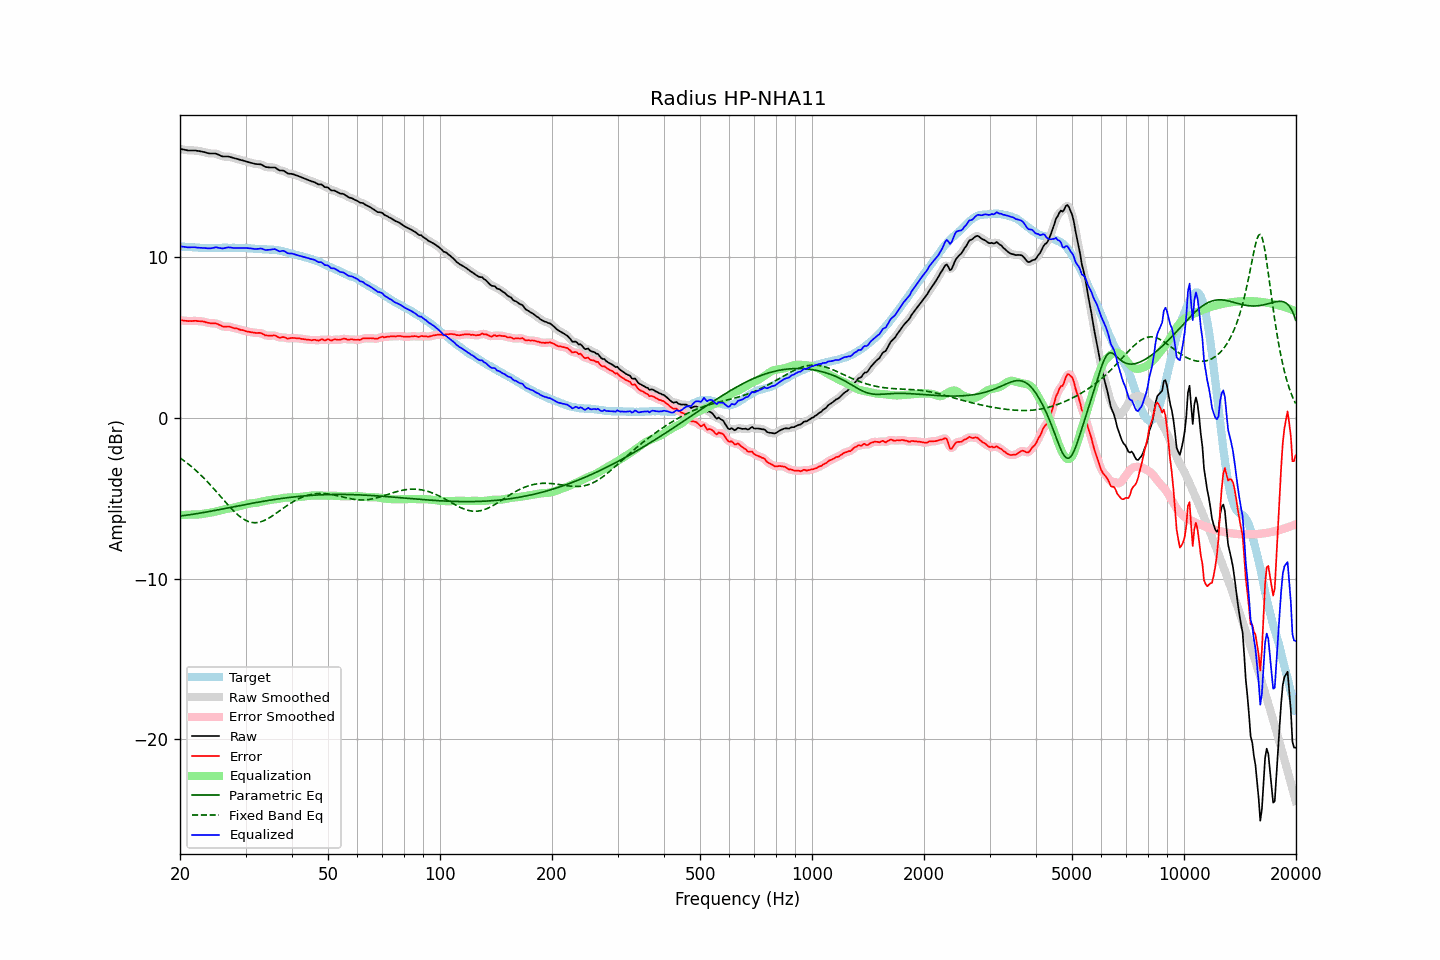 Radius HP-NHA11
Amplitude (dBr)
10
0
−10
−20
Target
Raw Smoothed
Error Smoothed
Raw
Error
Equalization
Parametric Eq
Fixed Band Eq
Equalized
20 50 100 200 500 1000 2000 5000 10000 20000
Frequency (Hz)